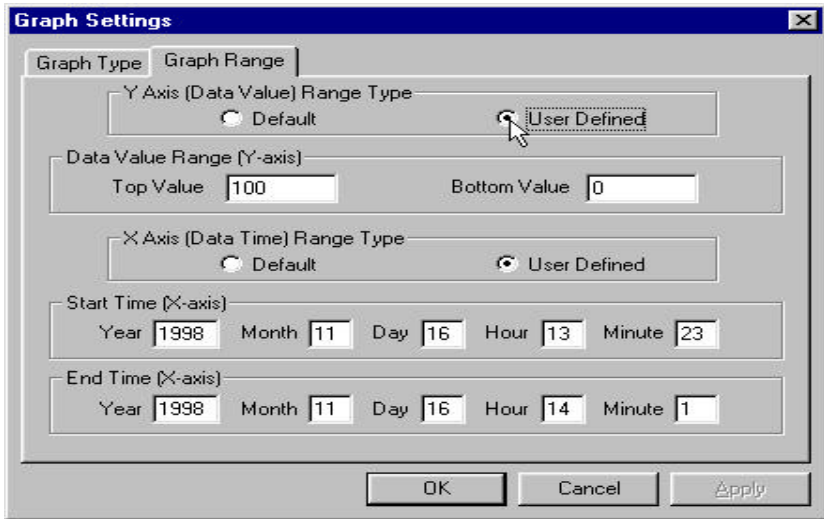 Graph Settings
Graph Type Graph Range
Y Axis (Data Value) Range Type
Default User Defined
Data Value Range (Y-axis)
Top Value 100 Bottom Value 0
X Axis (Data Time) Range Type
Default User Defined
Start Time (X-axis)
Year 1998 Month 11 Day 16 Hour 13 Minute 23
End Time (X-axis)
Year 1998 Month 11 Day 16 Hour 14 Minute 1
OK Cancel Apply